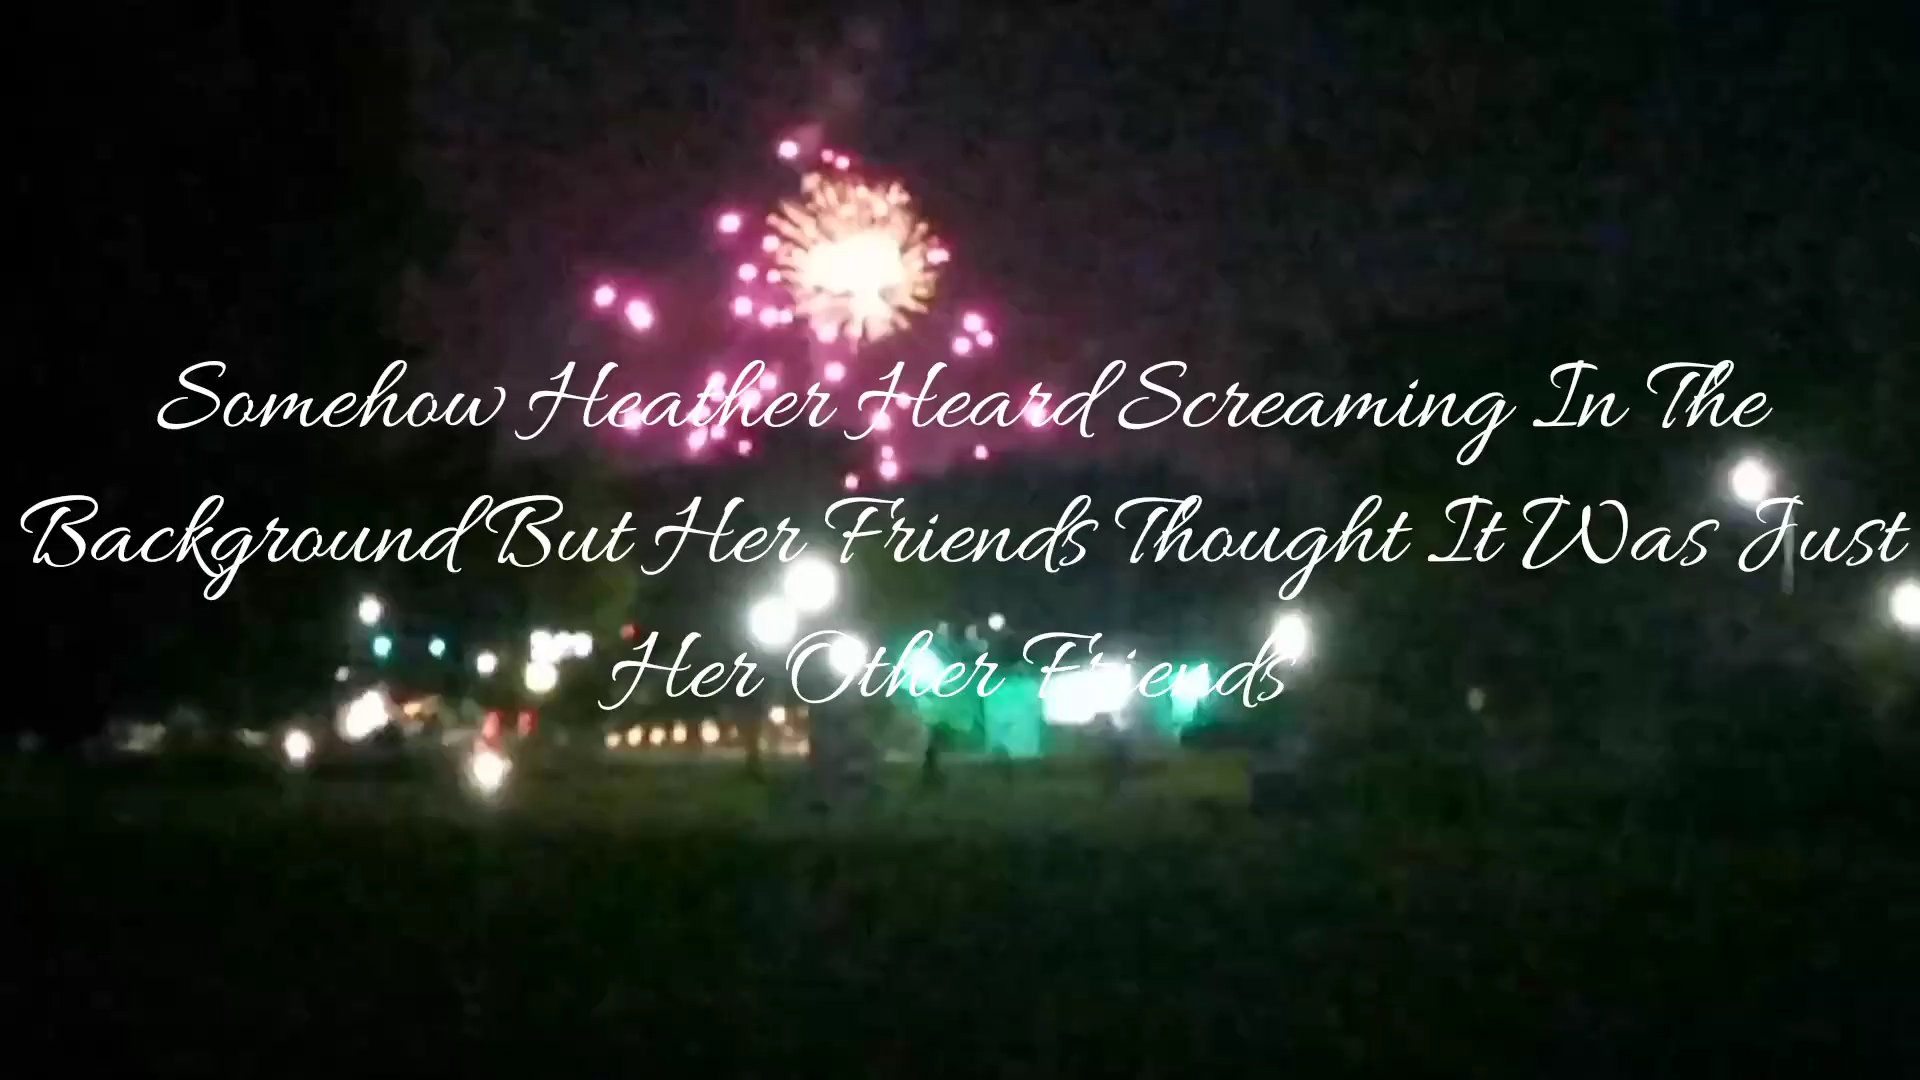 Somehow Heather Heard Screaming In The
Background But Her Friends Thought It Was Just
Her Other Friends